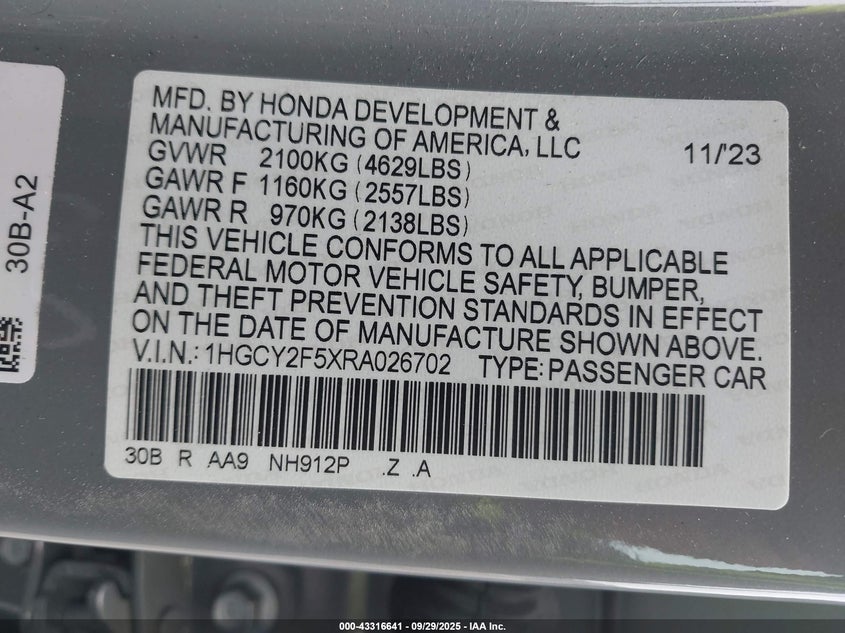 MFD. BY HONDA DEVELOPMENT &
MANUFACTURING OF AMERICA, LLC
11/'23
GVWR 2100KG (4629LBS)
GAWR F 1160KG (2557LBS)
GAWR R 970KG (2138LBS)
THIS VEHICLE CONFORMS TO ALL APPLICABLE
FEDERAL MOTOR VEHICLE SAFETY, BUMPER,
AND THEFT PREVENTION STANDARDS IN EFFECT
ON THE DATE OF MANUFACTURE SHOWN ABOVE.
V.I.N.: 1HGCY2F5XRA026702 TYPE: PASSENGER CAR
30B R AA9 NH912P .Z .A
30B-A2
000-43316641 | 09/29/2025 | IAA Inc.